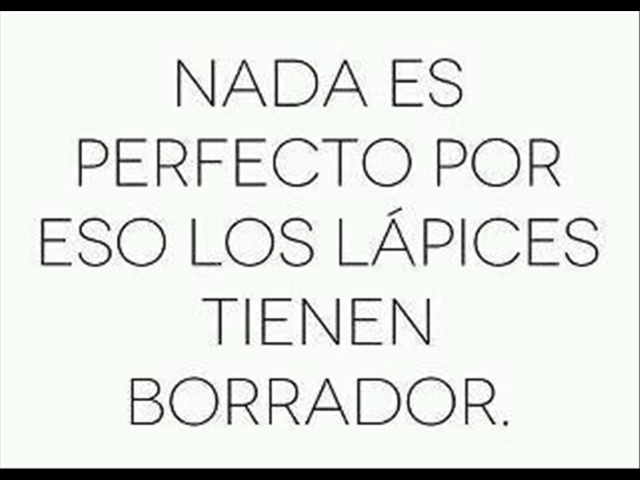 NADA ES
PERFECTO POR
ESO LOS LÁPICES
TIENEN
BORRADOR.